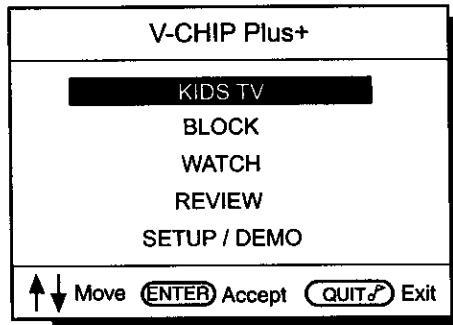 V-CHIP Plus+
KIDS TV
BLOCK
WATCH
REVIEW
SETUP / DEMO
Move ENTER Accept QUIT Exit